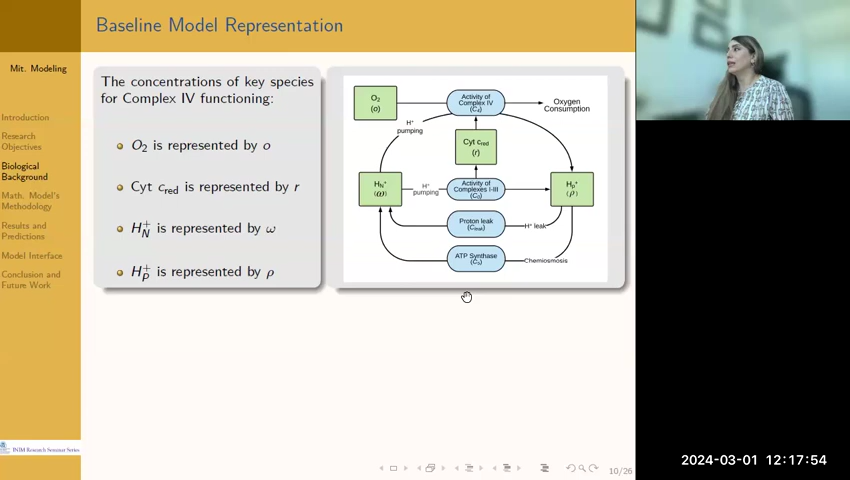 Baseline Model Representation
Mit. Modeling
Introduction
Research
Objectives
Biological
Background
Math. Model's
Methodology
Results and
Predictions
Model Interface
Conclusion and
Future Work
INIM Research Seminar Series
The concentrations of key species
for Complex IV functioning:
O2 is represented by o
Cyt cred is represented by r
H+N is represented by ω
H+P is represented by ρ
O2
(o)
Activity of
Complex IV
(C4)
Oxygen
Consumption
H+
pumping
Cyt cred
(r)
HN+
(ω)
H+
pumping
Activity of
Complexes I-III
(C0)
Hp+
(ρ)
Proton leak
(Cleak)
H+ leak
ATP Synthase
Chemiosmosis
10/26
2024-03-01 12:17:54